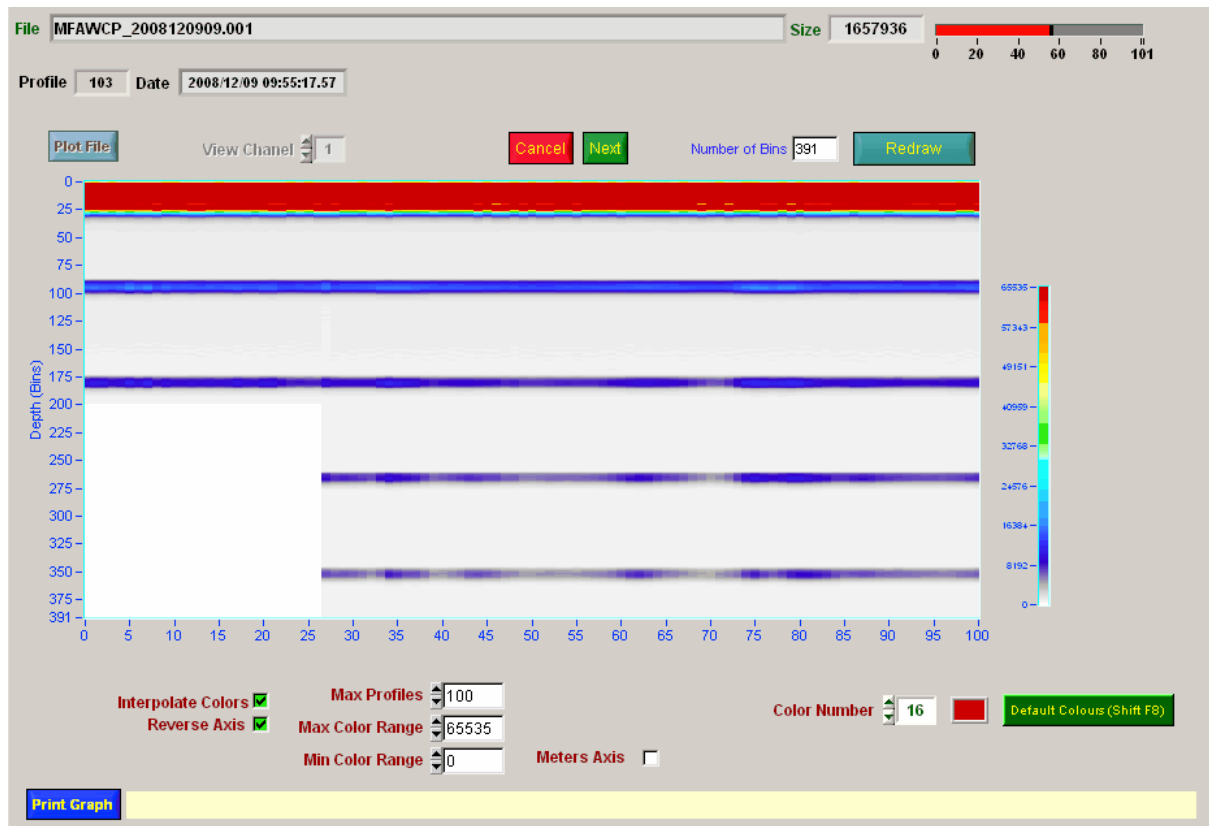 File MFAWCP_2008120909.001 Size 1657936
0 20 40 60 80 101
Profile 103 Date 2008/12/09 09:55:17.57
Plot File View Chanel 1 Cancel Next Number of Bins 391 Redraw
Depth (Bins)
0
25
50
75
100
125
150
175
200
225
250
275
300
325
350
375
391
0 5 10 15 20 25 30 35 40 45 50 55 60 65 70 75 80 85 90 95 100
65535
57343
49151
40959
32768
24576
16384
8192
0
Interpolate Colors Max Profiles 100
Reverse Axis Max Color Range 65535
Min Color Range 0 Meters Axis
Color Number 16 Default Colours (Shift F8)
Print Graph